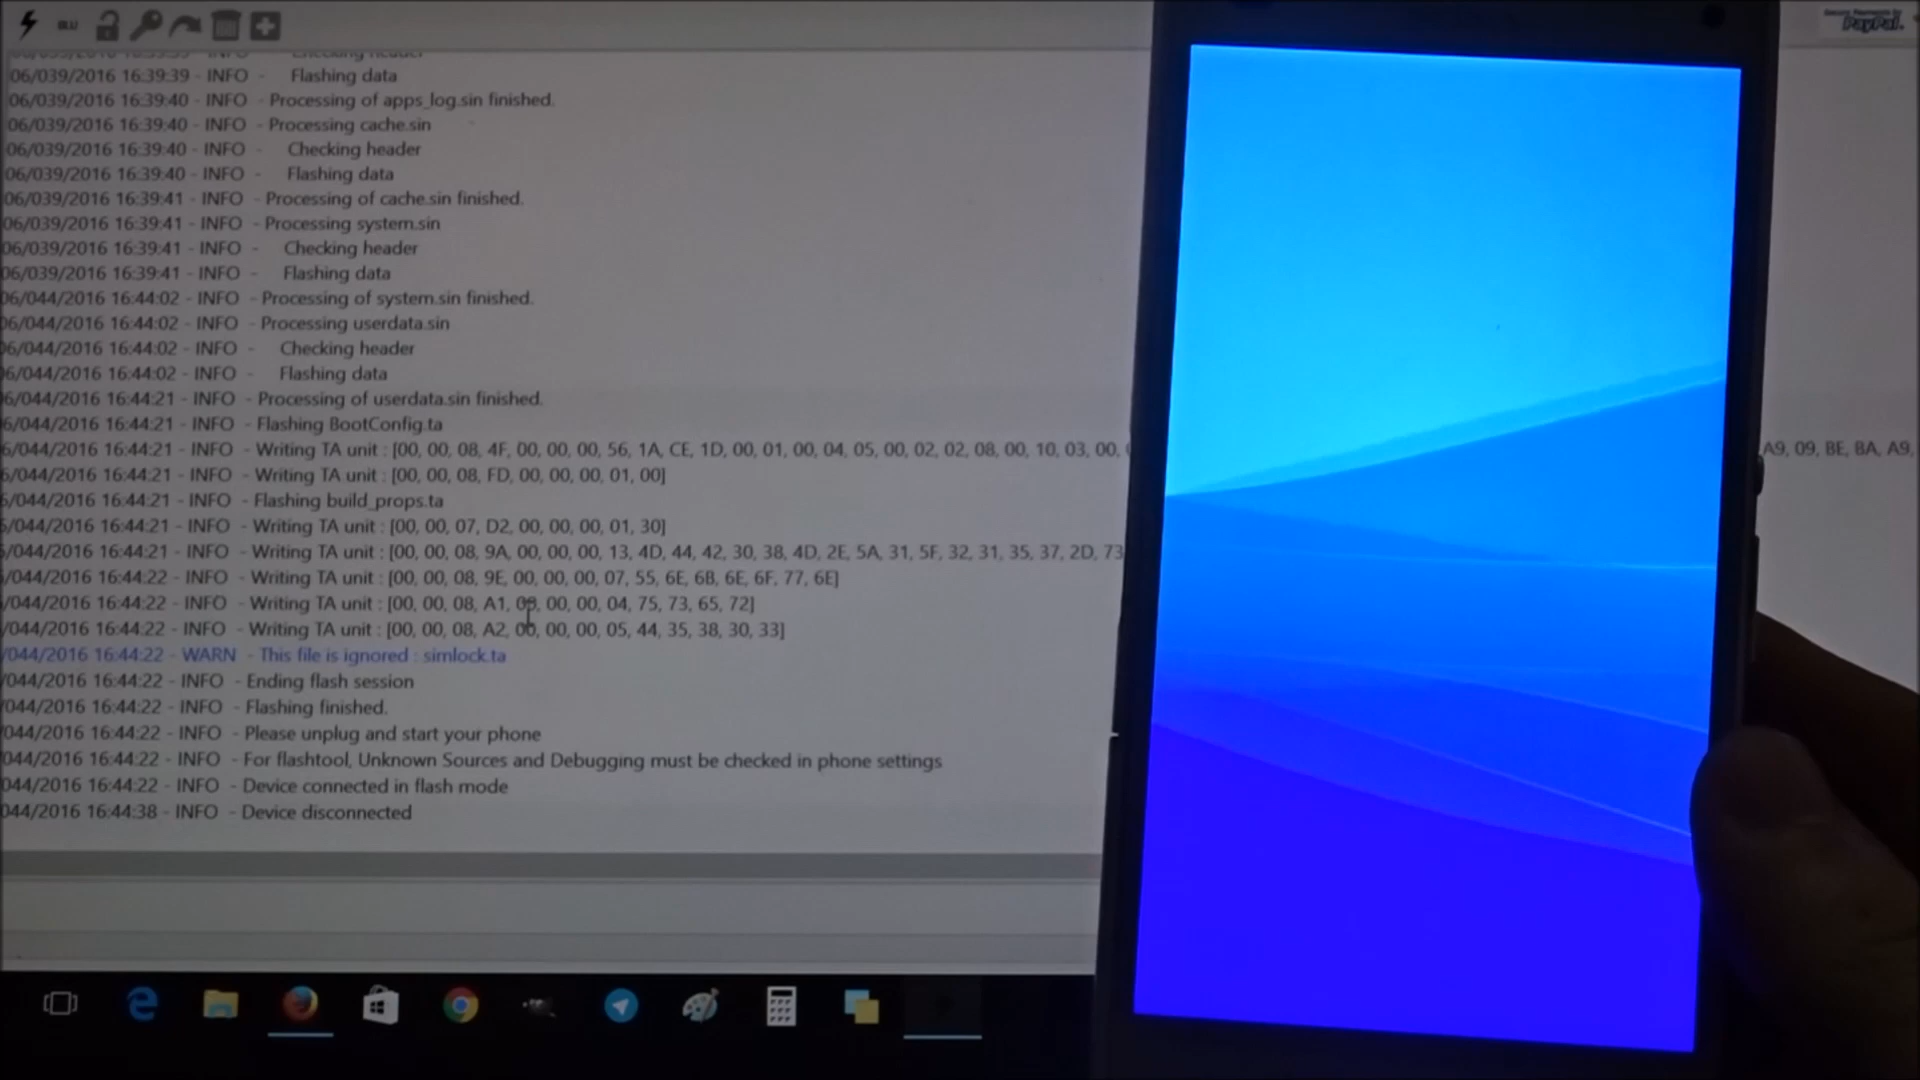 BLU
Secure Payments by
PayPal.
Checking header
06/039/2016 16:39:39 - INFO - Flashing data
06/039/2016 16:39:40 - INFO - Processing of apps_log.sin finished.
06/039/2016 16:39:40 - INFO - Processing cache.sin
06/039/2016 16:39:40 - INFO - Checking header
06/039/2016 16:39:40 - INFO - Flashing data
06/039/2016 16:39:41 - INFO - Processing of cache.sin finished.
06/039/2016 16:39:41 - INFO - Processing system.sin
06/039/2016 16:39:41 - INFO - Checking header
06/039/2016 16:39:41 - INFO - Flashing data
06/044/2016 16:44:02 - INFO - Processing of system.sin finished.
06/044/2016 16:44:02 - INFO - Processing userdata.sin
06/044/2016 16:44:02 - INFO - Checking header
06/044/2016 16:44:02 - INFO - Flashing data
6/044/2016 16:44:21 - INFO - Processing of userdata.sin finished.
6/044/2016 16:44:21 - INFO - Flashing BootConfig.ta
6/044/2016 16:44:21 - INFO - Writing TA unit : [00, 00, 08, 4F, 00, 00, 00, 56, 1A, CE, 1D, 00, 01, 00, 04, 05, 00, 02, 02, 08, 00, 10, 03, 00, A9, 09, BE, BA, A9,
6/044/2016 16:44:21 - INFO - Writing TA unit : [00, 00, 08, FD, 00, 00, 00, 01, 00]
6/044/2016 16:44:21 - INFO - Flashing build_props.ta
6/044/2016 16:44:21 - INFO - Writing TA unit : [00, 00, 07, D2, 00, 00, 00, 01, 30]
/044/2016 16:44:21 - INFO - Writing TA unit : [00, 00, 08, 9A, 00, 00, 00, 13, 4D, 44, 42, 30, 38, 4D, 2E, 5A, 31, 5F, 32, 31, 35, 37, 2D, 73
/044/2016 16:44:22 - INFO - Writing TA unit : [00, 00, 08, 9E, 00, 00, 00, 07, 55, 6E, 6B, 6E, 6F, 77, 6E]
/044/2016 16:44:22 - INFO - Writing TA unit : [00, 00, 08, A1, 00, 00, 00, 04, 75, 73, 65, 72]
/044/2016 16:44:22 - INFO - Writing TA unit : [00, 00, 08, A2, 00, 00, 00, 05, 44, 35, 38, 30, 33]
/044/2016 16:44:22 - WARN - This file is ignored : simlock.ta
/044/2016 16:44:22 - INFO - Ending flash session
/044/2016 16:44:22 - INFO - Flashing finished.
/044/2016 16:44:22 - INFO - Please unplug and start your phone
044/2016 16:44:22 - INFO - For flashtool, Unknown Sources and Debugging must be checked in phone settings
044/2016 16:44:22 - INFO - Device connected in flash mode
044/2016 16:44:38 - INFO - Device disconnected